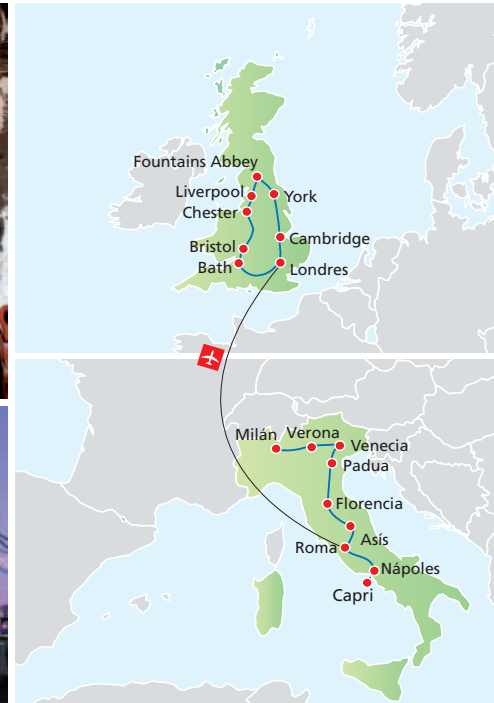 Fountains Abbey
Liverpool
York
Chester
Cambridge
Bristol
Bath
Londres
Milán
Verona
Venecia
Padua
Florencia
Asís
Roma
Nápoles
Capri